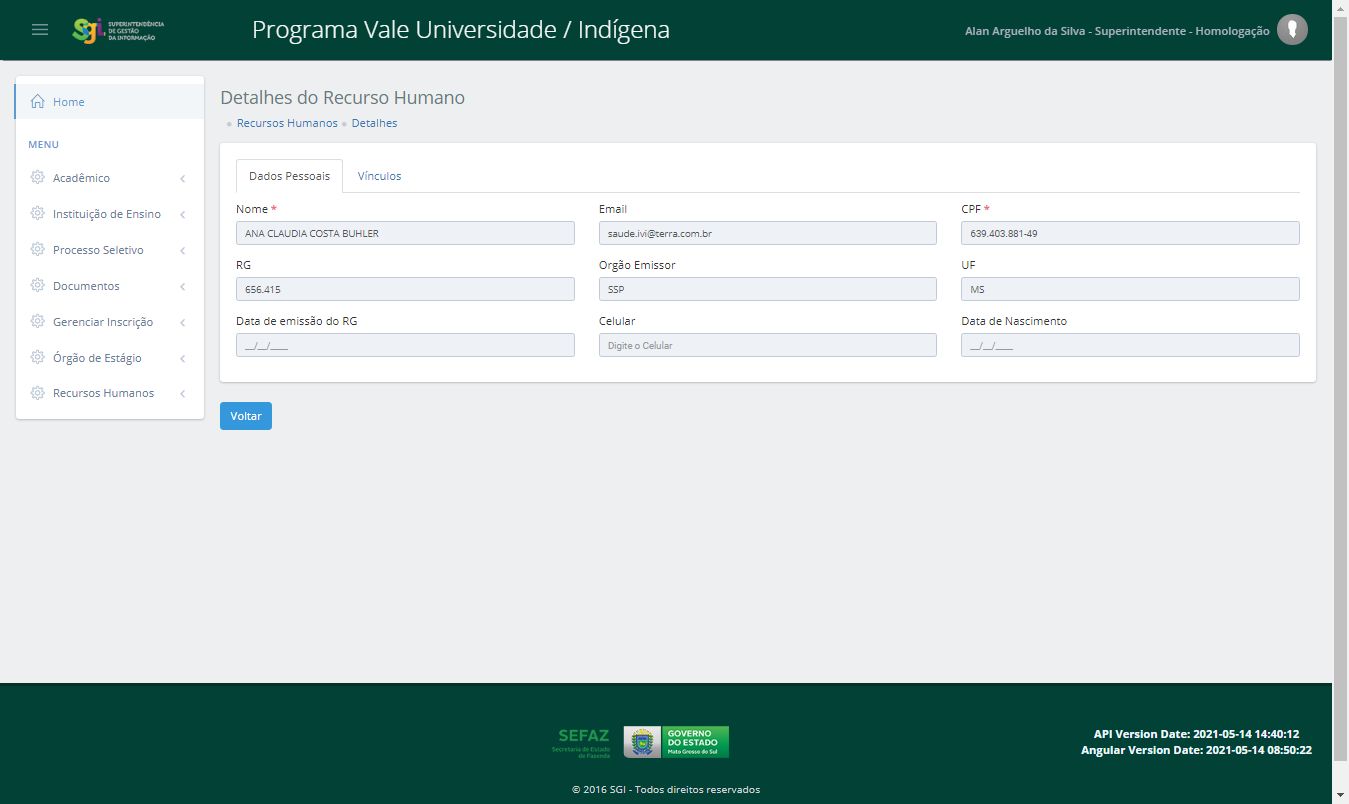 SUPERINTENDÊNCIA
DE GESTÃO
DA INFORMAÇÃO
Programa Vale Universidade / Indígena
Alan Arguelho da Silva - Superintendente - Homologação
Home
MENU
Acadêmico
Instituição de Ensino
Processo Seletivo
Documentos
Gerenciar Inscrição
Órgão de Estágio
Recursos Humanos
Detalhes do Recurso Humano
Recursos Humanos Detalhes
Dados Pessoais Vínculos
Nome * Email CPF *
ANA CLAUDIA COSTA BUHLER saude.ivi@terra.com.br 639.403.881-49
RG Orgão Emissor UF
656.415 SSP MS
Data de emissão do RG Celular Data de Nascimento
__/__/____ Digite o Celular __/__/____
Voltar
SEFAZ
Secretaria de Estado
de Fazenda
GOVERNO
DO ESTADO
Mato Grosso do Sul
API Version Date: 2021-05-14 14:40:12
Angular Version Date: 2021-05-14 08:50:22
© 2016 SGI - Todos direitos reservados